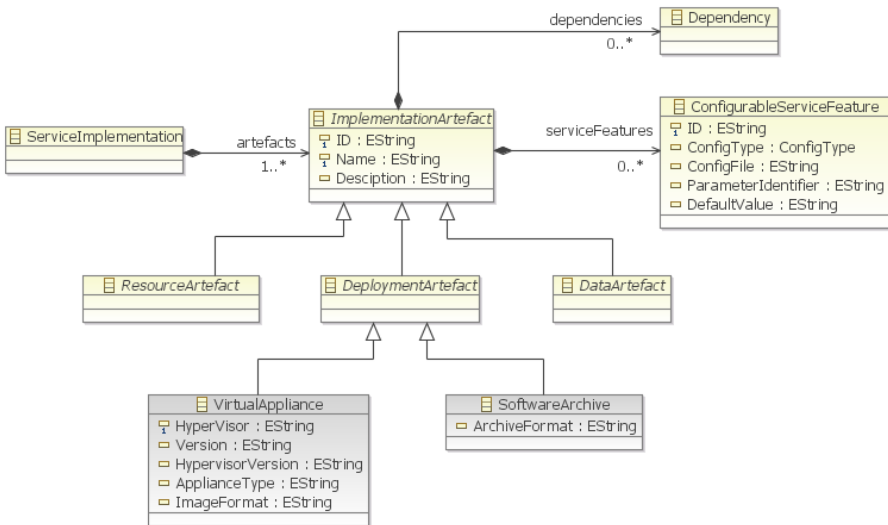 dependencies
0..*
Dependency
ServiceImplementation
artefacts
1..*
ImplementationArtefact
ID : EString
Name : EString
Desciption : EString
serviceFeatures
0..*
ConfigurableServiceFeature
ID : EString
ConfigType : ConfigType
ConfigFile : EString
ParameterIdentifier : EString
DefaultValue : EString
ResourceArtefact
DeploymentArtefact
DataArtefact
VirtualAppliance
HyperVisor : EString
Version : EString
HypervisorVersion : EString
ApplianceType : EString
ImageFormat : EString
SoftwareArchive
ArchiveFormat : EString